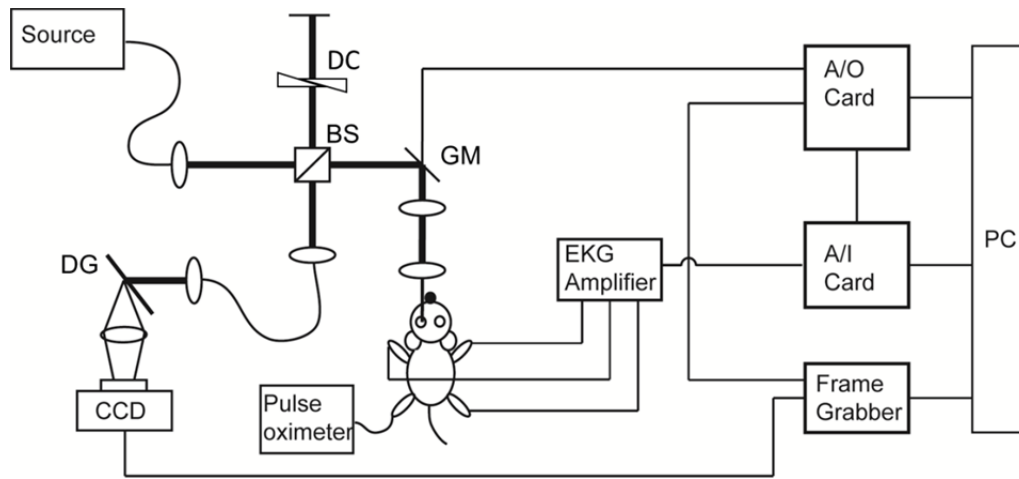 Source
DC
BS
GM
DG
CCD
Pulse
oximeter
EKG
Amplifier
A/O
Card
A/I
Card
Frame
Grabber
PC